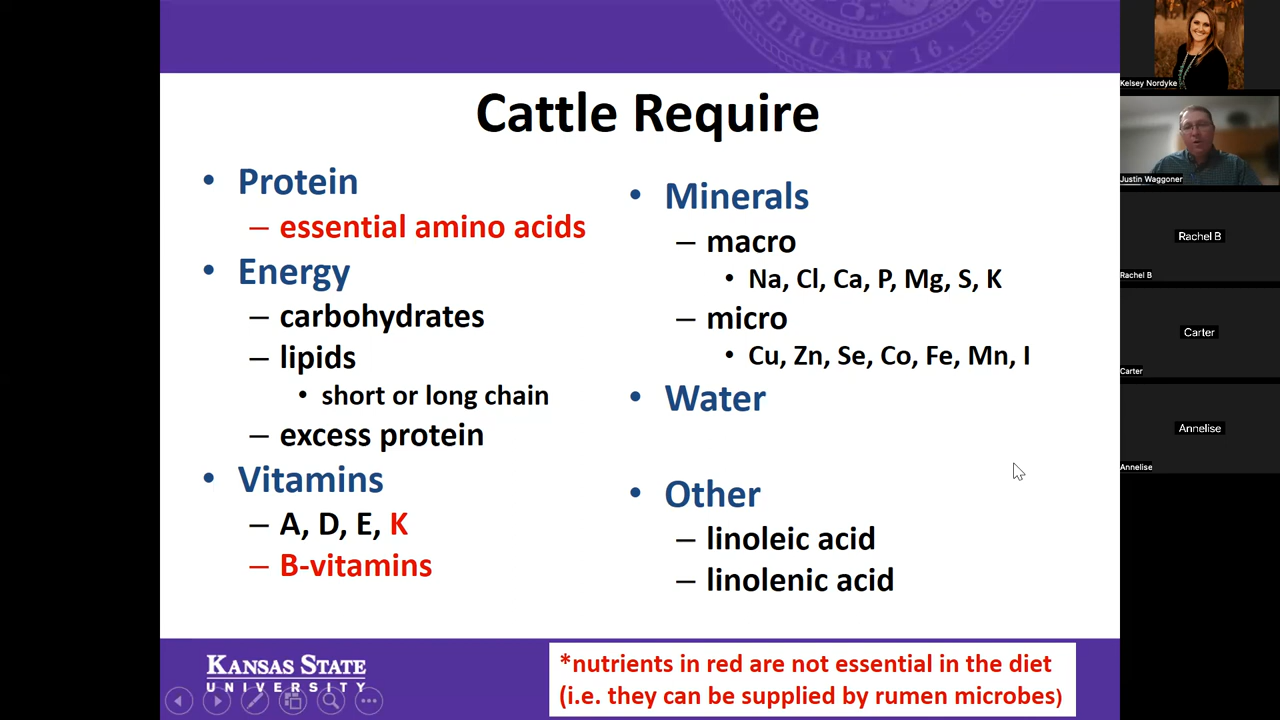 FEBRUARY 16, 186
Cattle Require
• Protein
– essential amino acids
• Energy
– carbohydrates
– lipids
• short or long chain
– excess protein
• Vitamins
– A, D, E, K
– B-vitamins
• Minerals
– macro
• Na, Cl, Ca, P, Mg, S, K
– micro
• Cu, Zn, Se, Co, Fe, Mn, I
• Water
• Other
– linoleic acid
– linolenic acid
KANSAS STATE
UNIVERSITY
*nutrients in red are not essential in the diet
(i.e. they can be supplied by rumen microbes)
Kelsey Nordyke
Justin Waggoner
Rachel B
Rachel B
Carter
Carter
Annelise
Annelise